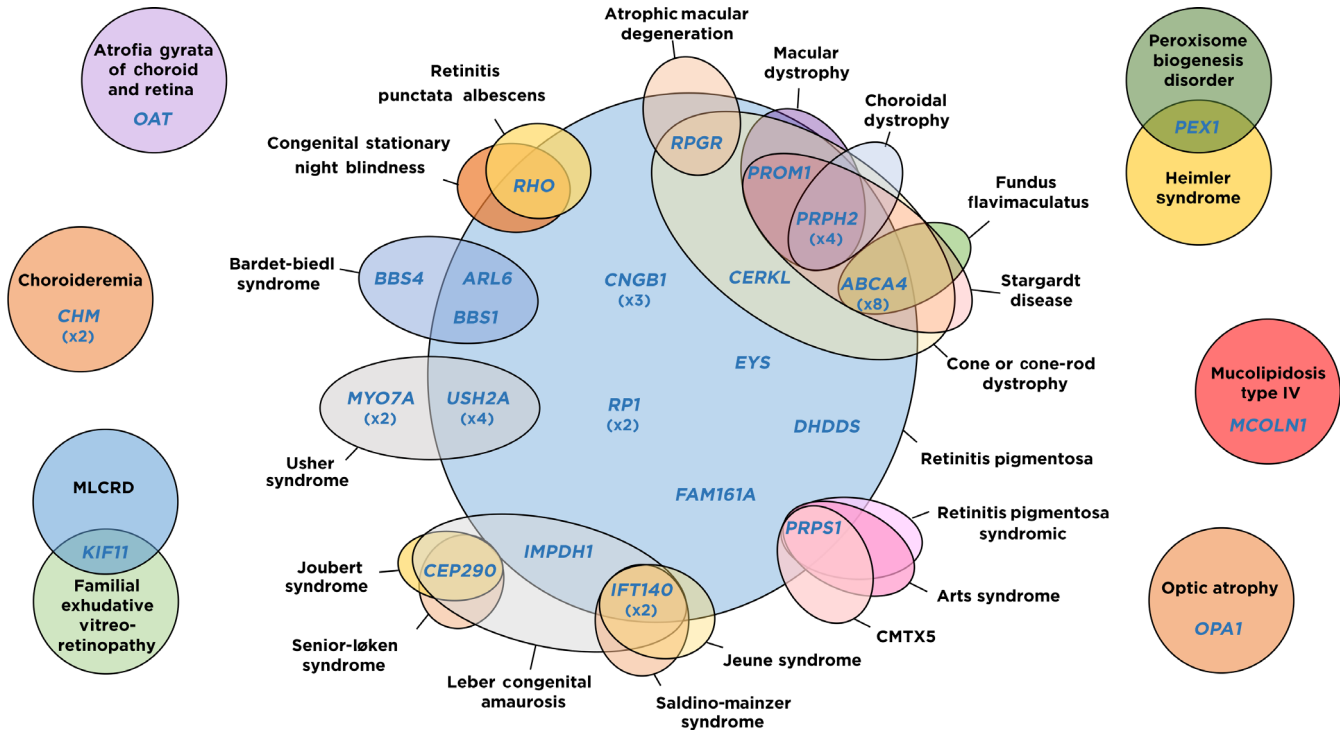 Atrofia gyrata
of choroid
and retina
OAT
Choroideremia
CHM
(x2)
MLCRD
KIF11
Familial
exhudative
vitreo-
retinopathy
Atrophic macular
degeneration
Macular
dystrophy
Choroidal
dystrophy
Retinitis
punctata albescens
Congenital stationary
night blindness
RHO
RPGR
PROM1
PRPH2
(x4)
Fundus
flavimaculatus
Bardet-biedl
syndrome
BBS4
ARL6
BBS1
CNGB1
(x3)
CERKL
ABCA4
(x8)
Stargardt
disease
EYS
Cone or cone-rod
dystrophy
MYO7A
(x2)
USH2A
(x4)
RP1
(x2)
DHDDS
Usher
syndrome
Retinitis pigmentosa
FAM161A
PRPS1
Retinitis pigmentosa
syndromic
Arts syndrome
CMTX5
Joubert
syndrome
CEP290
IMPDH1
IFT140
(x2)
Senior-løken
syndrome
Leber congenital
amaurosis
Jeune syndrome
Saldino-mainzer
syndrome
Peroxisome
biogenesis
disorder
PEX1
Heimler
syndrome
Mucolipidosis
type IV
MCOLN1
Optic atrophy
OPA1